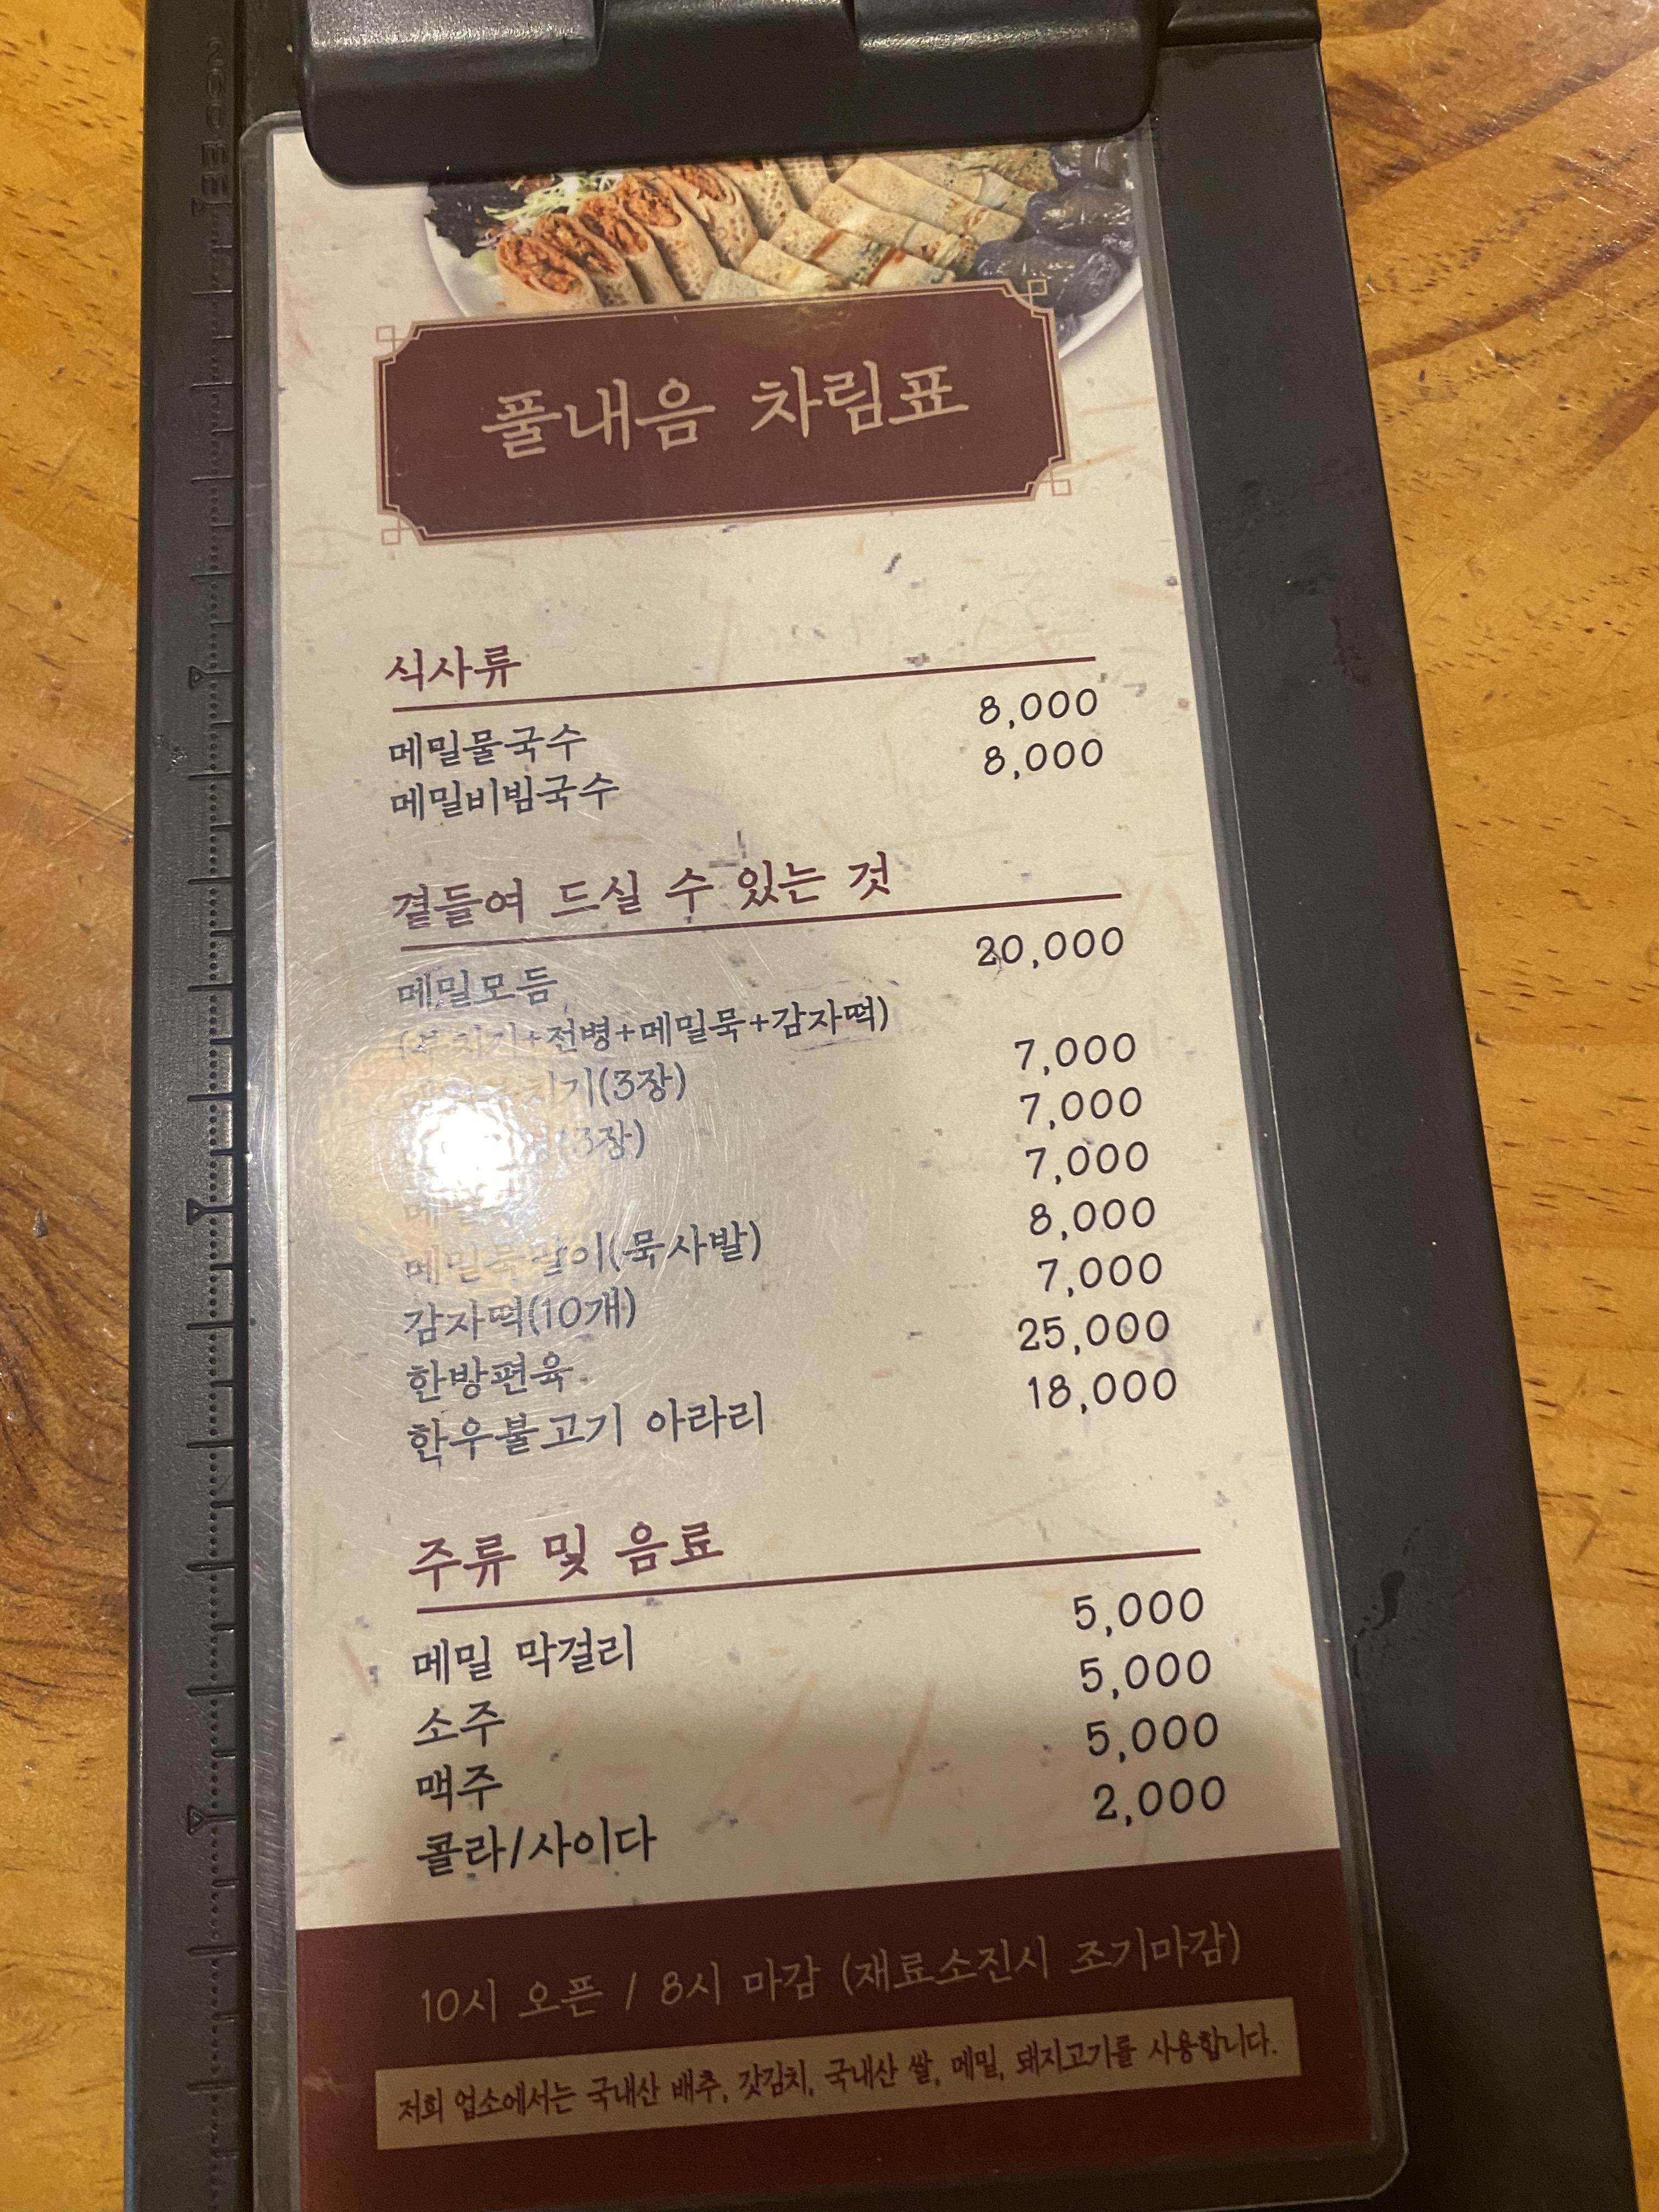 풀내음 차림표
식사류
메밀물국수 8,000
메밀비빔국수 8,000
곁들여 드실 수 있는 것
메밀모듬 20,000
+전병+메밀묵+감자떡)
(3장) 7,000
(3장) 7,000
7,000
메밀묵말이(묵사발) 8,000
감자떡(10개) 7,000
한방편육 25,000
한우불고기 아라리 18,000
주류 및 음료
메밀 막걸리 5,000
소주 5,000
맥주 5,000
콜라/사이다 2,000
10시 오픈 / 8시 마감 (재료소진시 조기마감)
저희 업소에서는 국내산 배추, 갓김치, 국내산 쌀, 메밀, 돼지고기를 사용합니다.